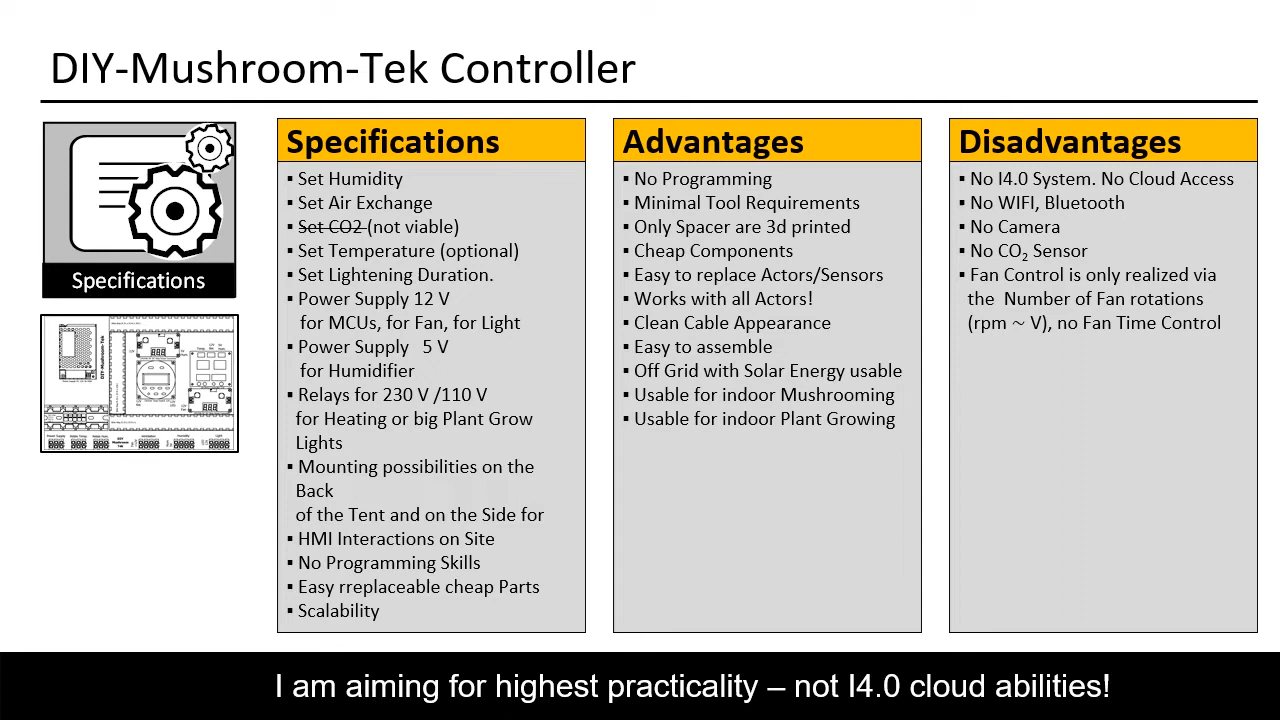 DIY-Mushroom-Tek Controller
Specifications
DIY-Mushroom-Tek
DIY
Mushroom
Tek
Specifications
▪ Set Humidity
▪ Set Air Exchange
▪ Set CO2 (not viable)
▪ Set Temperature (optional)
▪ Set Lightening Duration.
▪ Power Supply 12 V
for MCUs, for Fan, for Light
▪ Power Supply 5 V
for Humidifier
▪ Relays for 230 V /110 V
for Heating or big Plant Grow
Lights
▪ Mounting possibilities on the
Back
of the Tent and on the Side for
▪ HMI Interactions on Site
▪ No Programming Skills
▪ Easy rreplaceable cheap Parts
▪ Scalability
Advantages
▪ No Programming
▪ Minimal Tool Requirements
▪ Only Spacer are 3d printed
▪ Cheap Components
▪ Easy to replace Actors/Sensors
▪ Works with all Actors!
▪ Clean Cable Appearance
▪ Easy to assemble
▪ Off Grid with Solar Energy usable
▪ Usable for indoor Mushrooming
▪ Usable for indoor Plant Growing
Disadvantages
▪ No I4.0 System. No Cloud Access
▪ No WIFI, Bluetooth
▪ No Camera
▪ No CO₂ Sensor
▪ Fan Control is only realized via
the Number of Fan rotations
(rpm ~ V), no Fan Time Control
I am aiming for highest practicality – not I4.0 cloud abilities!